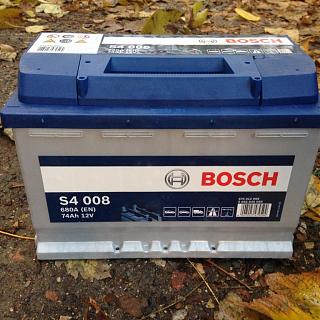 S4 008
BOSCH
BOSCH
S4 008
680A (EN)
74Ah 12V